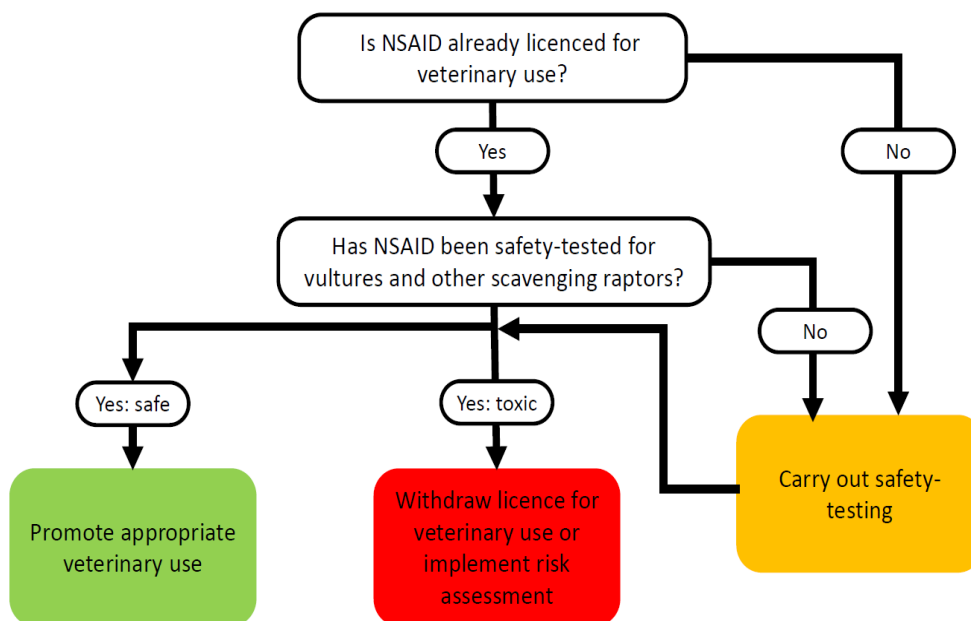 Is NSAID already licenced for
veterinary use?
Yes
No
Has NSAID been safety-tested for
vultures and other scavenging raptors?
No
Yes: safe
Yes: toxic
Promote appropriate
veterinary use
Withdraw licence for
veterinary use or
implement risk
assessment
Carry out safety-
testing